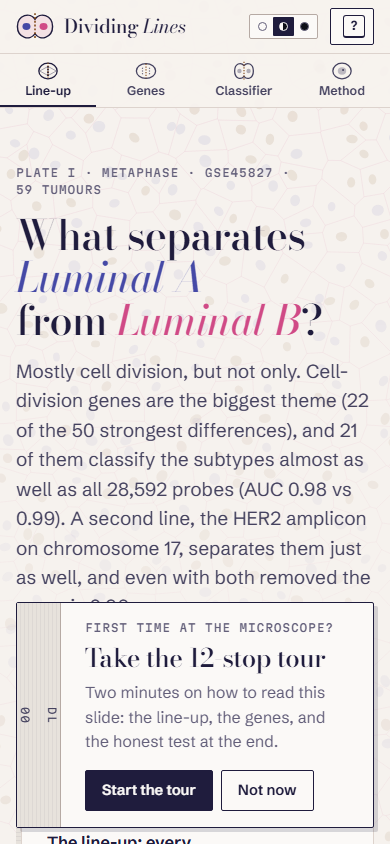 Dividing Lines
?
Line-up Genes Classifier Method
PLATE I · METAPHASE · GSE45827 ·
59 TUMOURS
What separates
Luminal A
from Luminal B?
Mostly cell division, but not only. Cell-
division genes are the biggest theme (22
of the 50 strongest differences), and 21
of them classify the subtypes almost as
well as all 28,592 probes (AUC 0.98 vs
0.99). A second line, the HER2 amplicon
on chromosome 17, separates them just
as well, and even with both removed the
FIRST TIME AT THE MICROSCOPE?
Take the 12-stop tour
00 DL
Two minutes on how to read this
slide: the line-up, the genes, and
the honest test at the end.
Start the tour Not now
The line-up: every